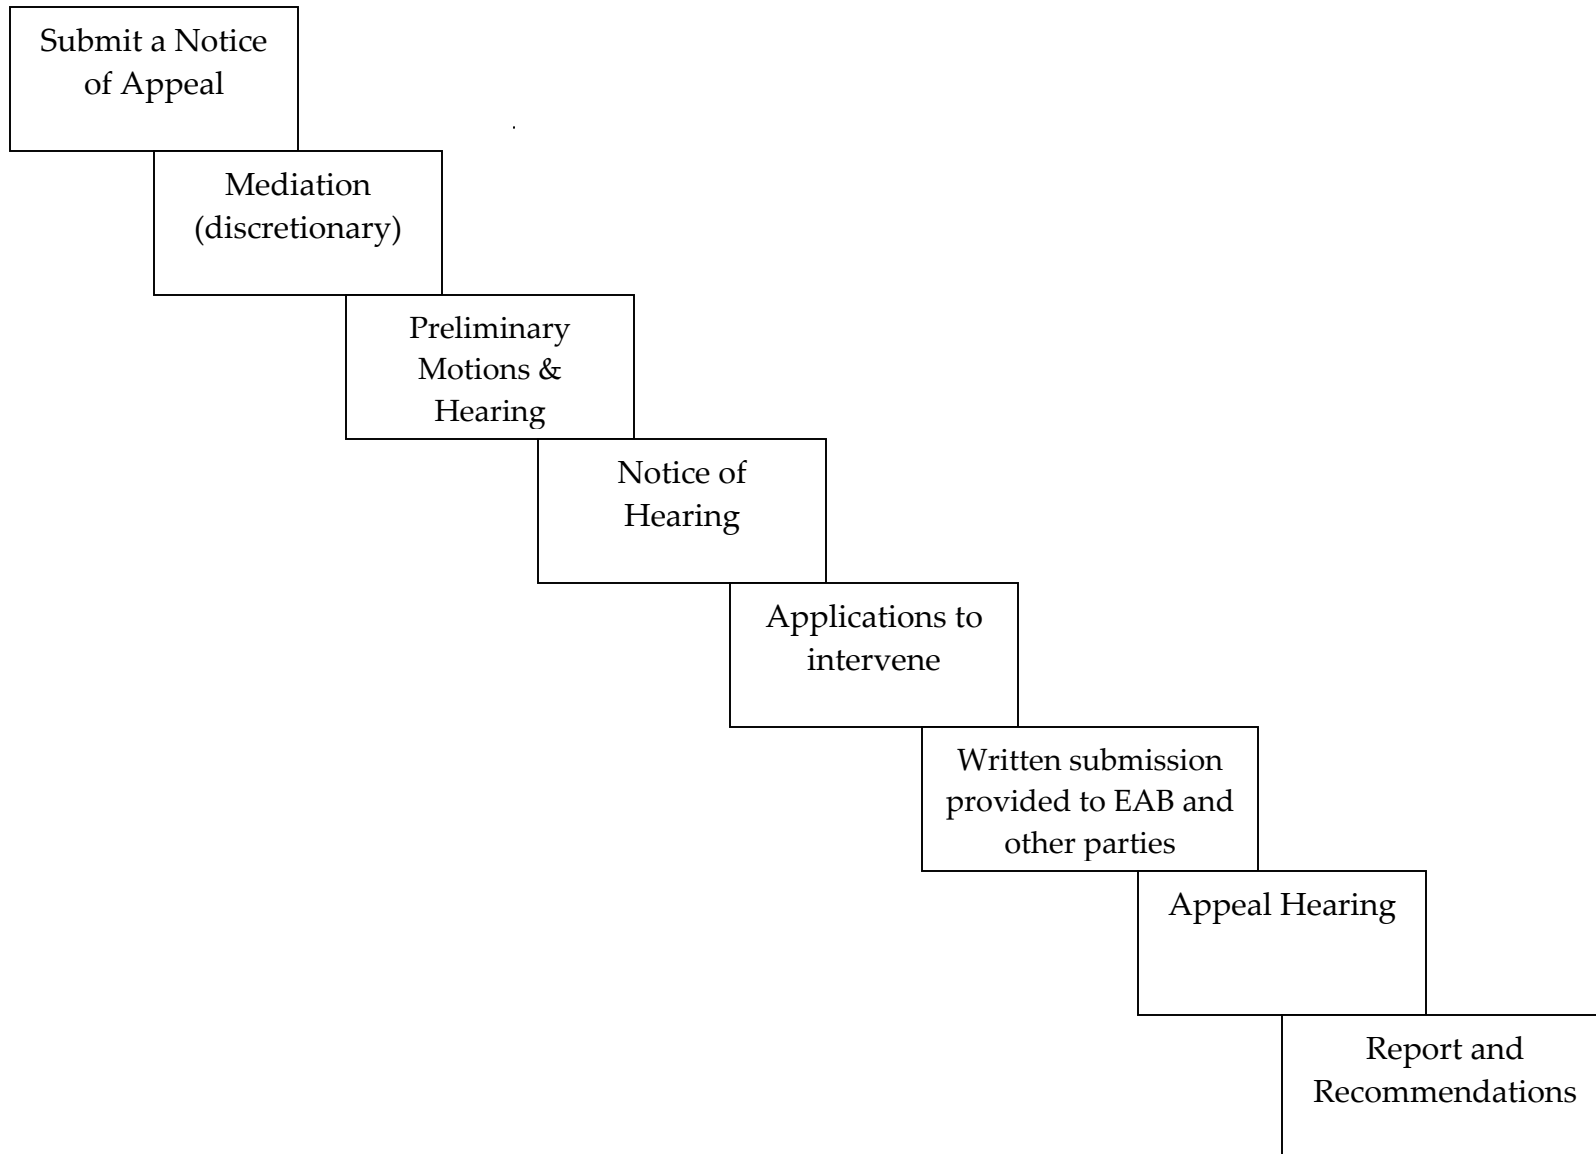 Submit a Notice
of Appeal
Mediation
(discretionary)
Preliminary
Motions &
Hearing
Notice of
Hearing
Applications to
intervene
Written submission
provided to EAB and
other parties
Appeal Hearing
Report and
Recommendations